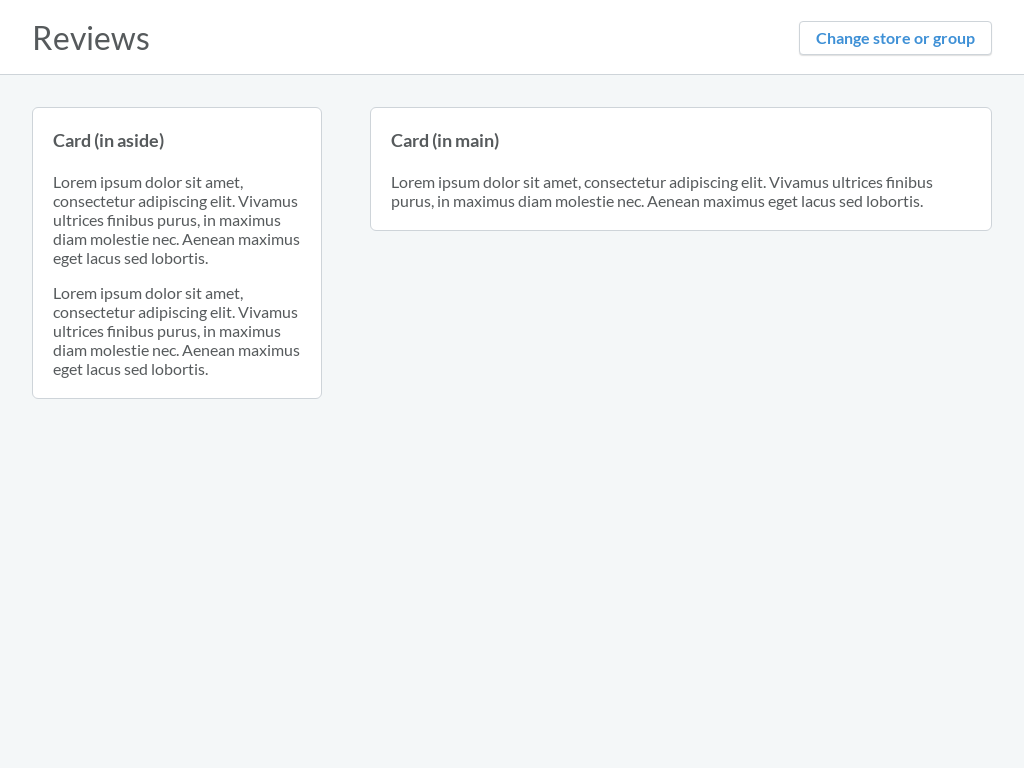 Reviews
Change store or group
Card (in aside)
Lorem ipsum dolor sit amet,
consectetur adipiscing elit. Vivamus
ultrices finibus purus, in maximus
diam molestie nec. Aenean maximus
eget lacus sed lobortis.
Lorem ipsum dolor sit amet,
consectetur adipiscing elit. Vivamus
ultrices finibus purus, in maximus
diam molestie nec. Aenean maximus
eget lacus sed lobortis.
Card (in main)
Lorem ipsum dolor sit amet, consectetur adipiscing elit. Vivamus ultrices finibus
purus, in maximus diam molestie nec. Aenean maximus eget lacus sed lobortis.